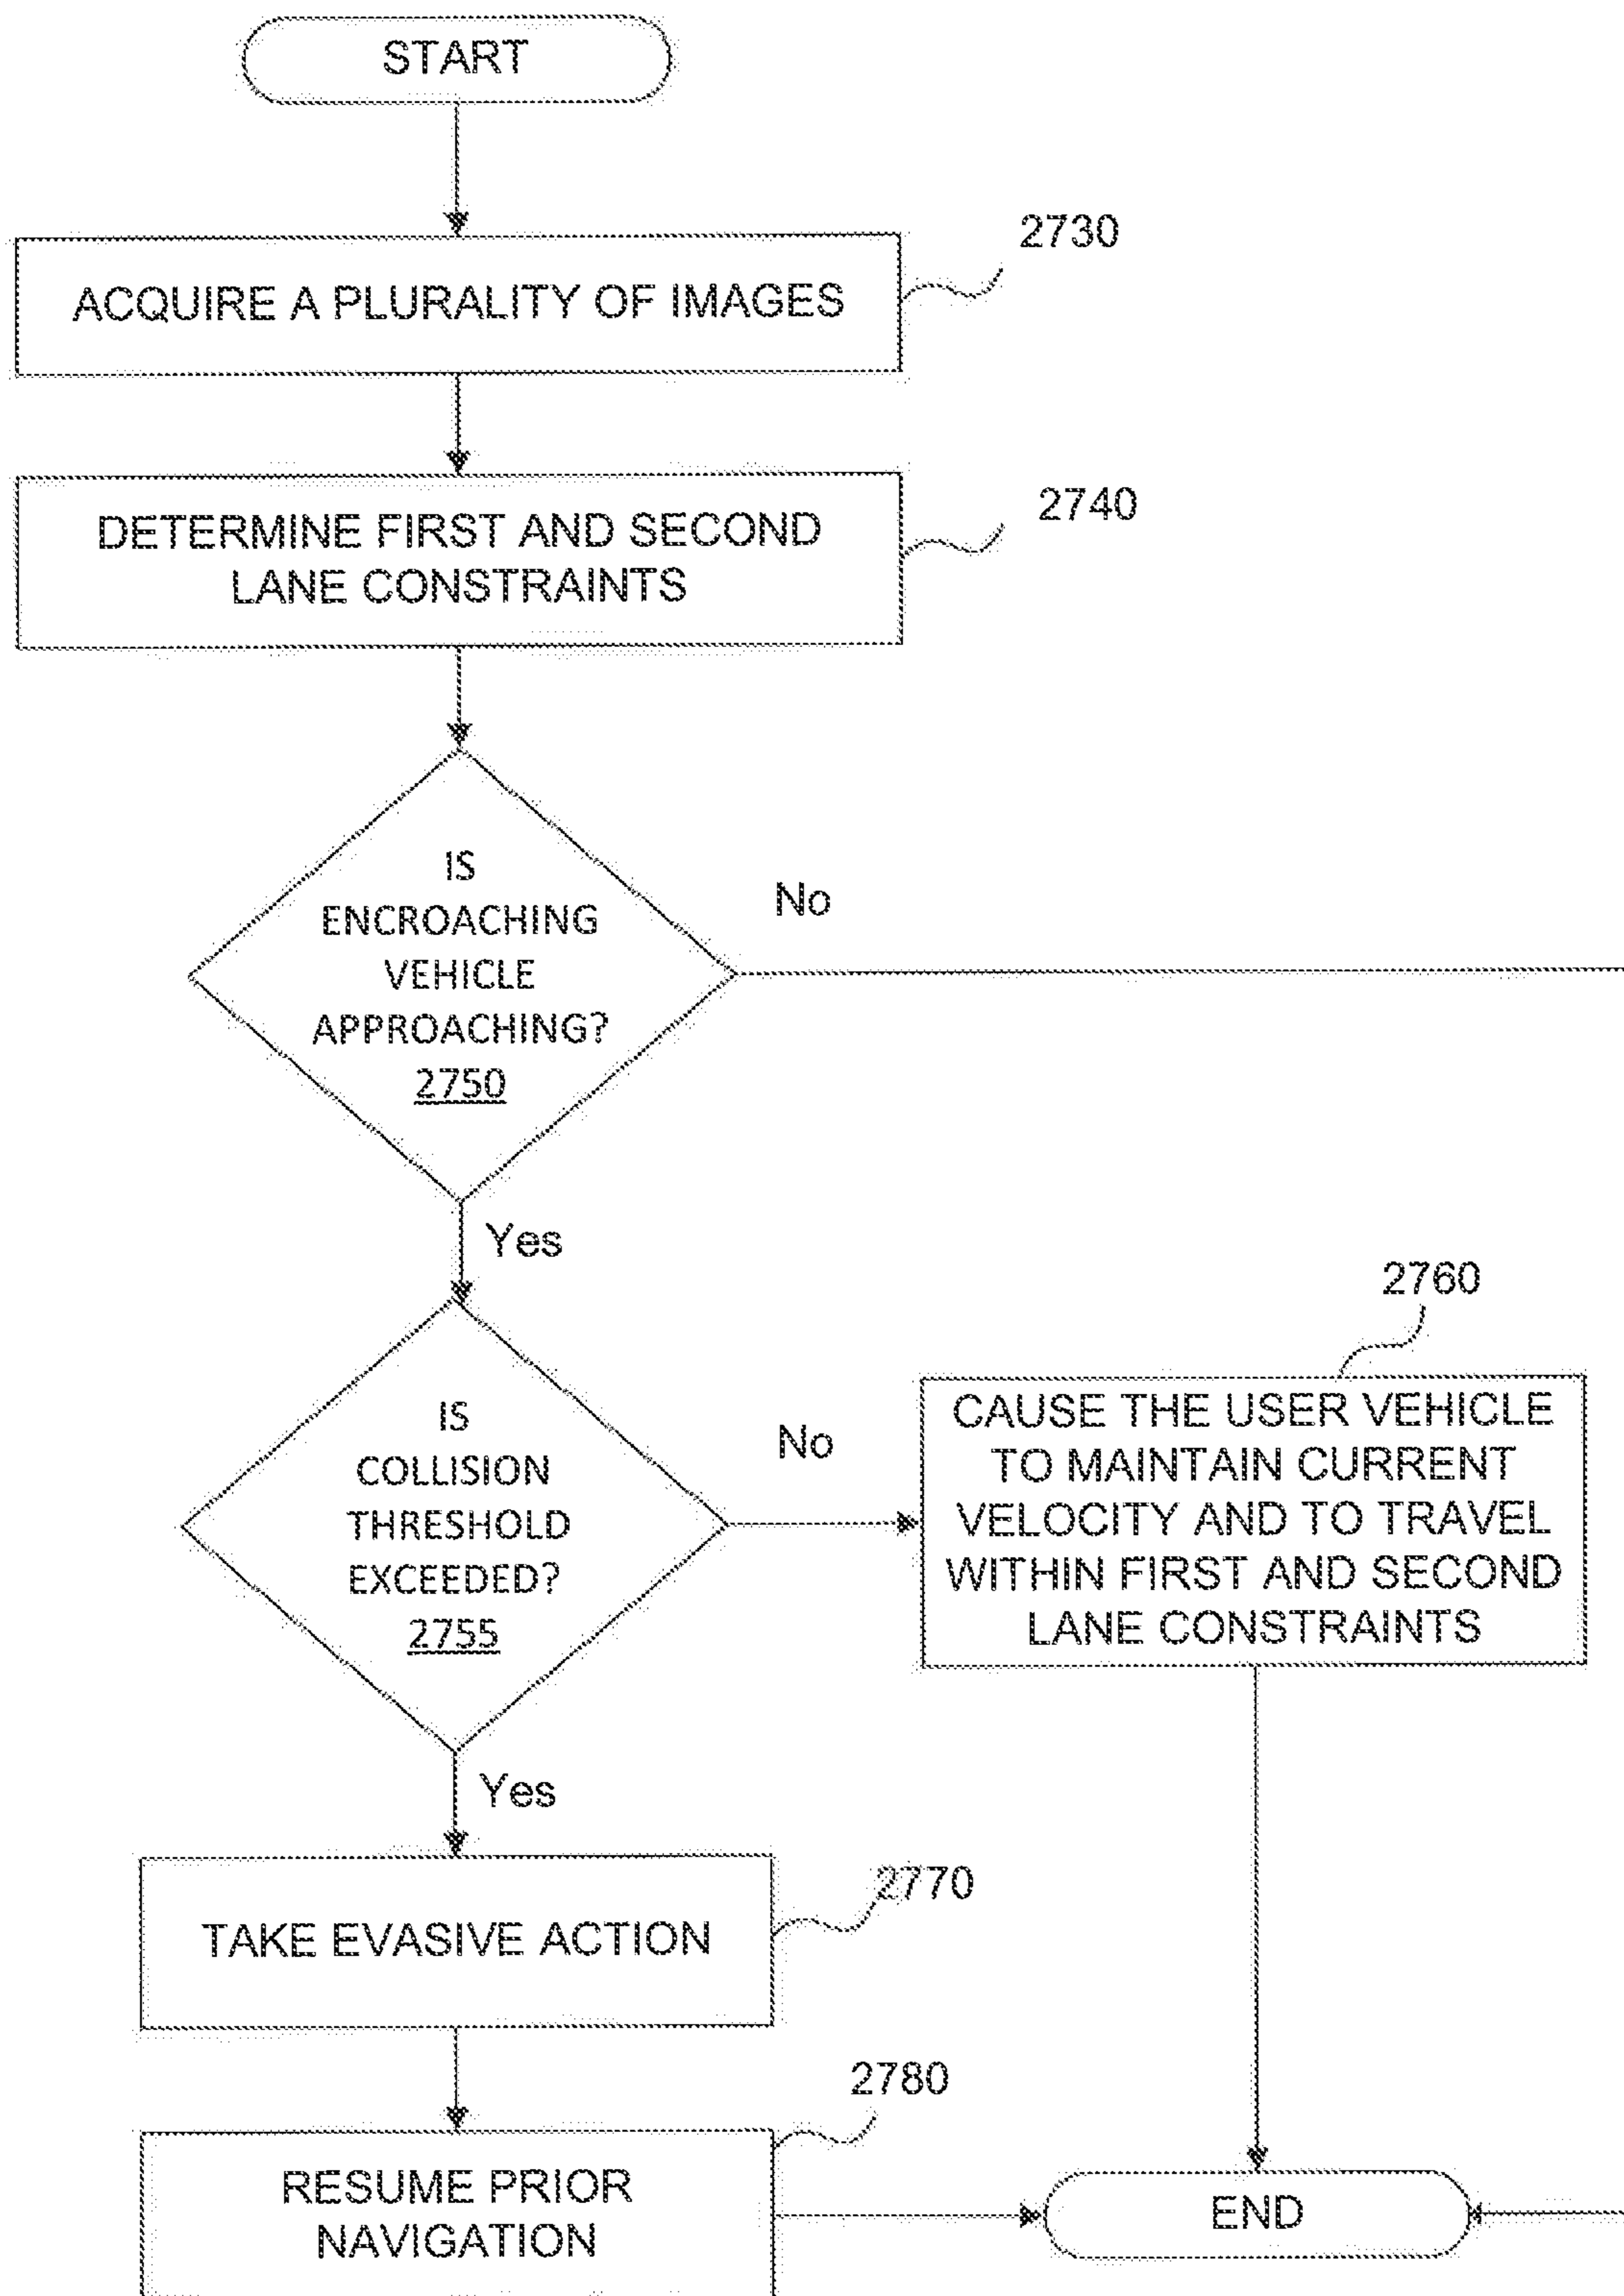 START
2730
ACQUIRE A PLURALITY OF IMAGES
2740
DETERMINE FIRST AND SECOND
LANE CONSTRAINTS
IS
ENCROACHING
VEHICLE
APPROACHING?
2750
No
Yes
2760
IS
COLLISION
THRESHOLD
EXCEEDED?
2755
No
CAUSE THE USER VEHICLE
TO MAINTAIN CURRENT
VELOCITY AND TO TRAVEL
WITHIN FIRST AND SECOND
LANE CONSTRAINTS
Yes
2770
TAKE EVASIVE ACTION
2780
RESUME PRIOR
NAVIGATION
END